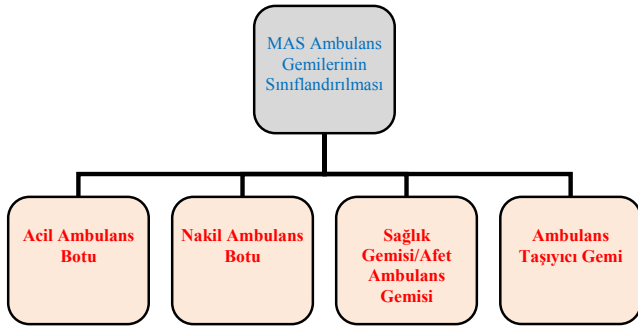 MAS Ambulans
Gemilerinin
Sınıflandırılması
Acil Ambulans
Botu
Nakil Ambulans
Botu
Sağlık
Gemisi/Afet
Ambulans
Gemisi
Ambulans
Taşıyıcı Gemi